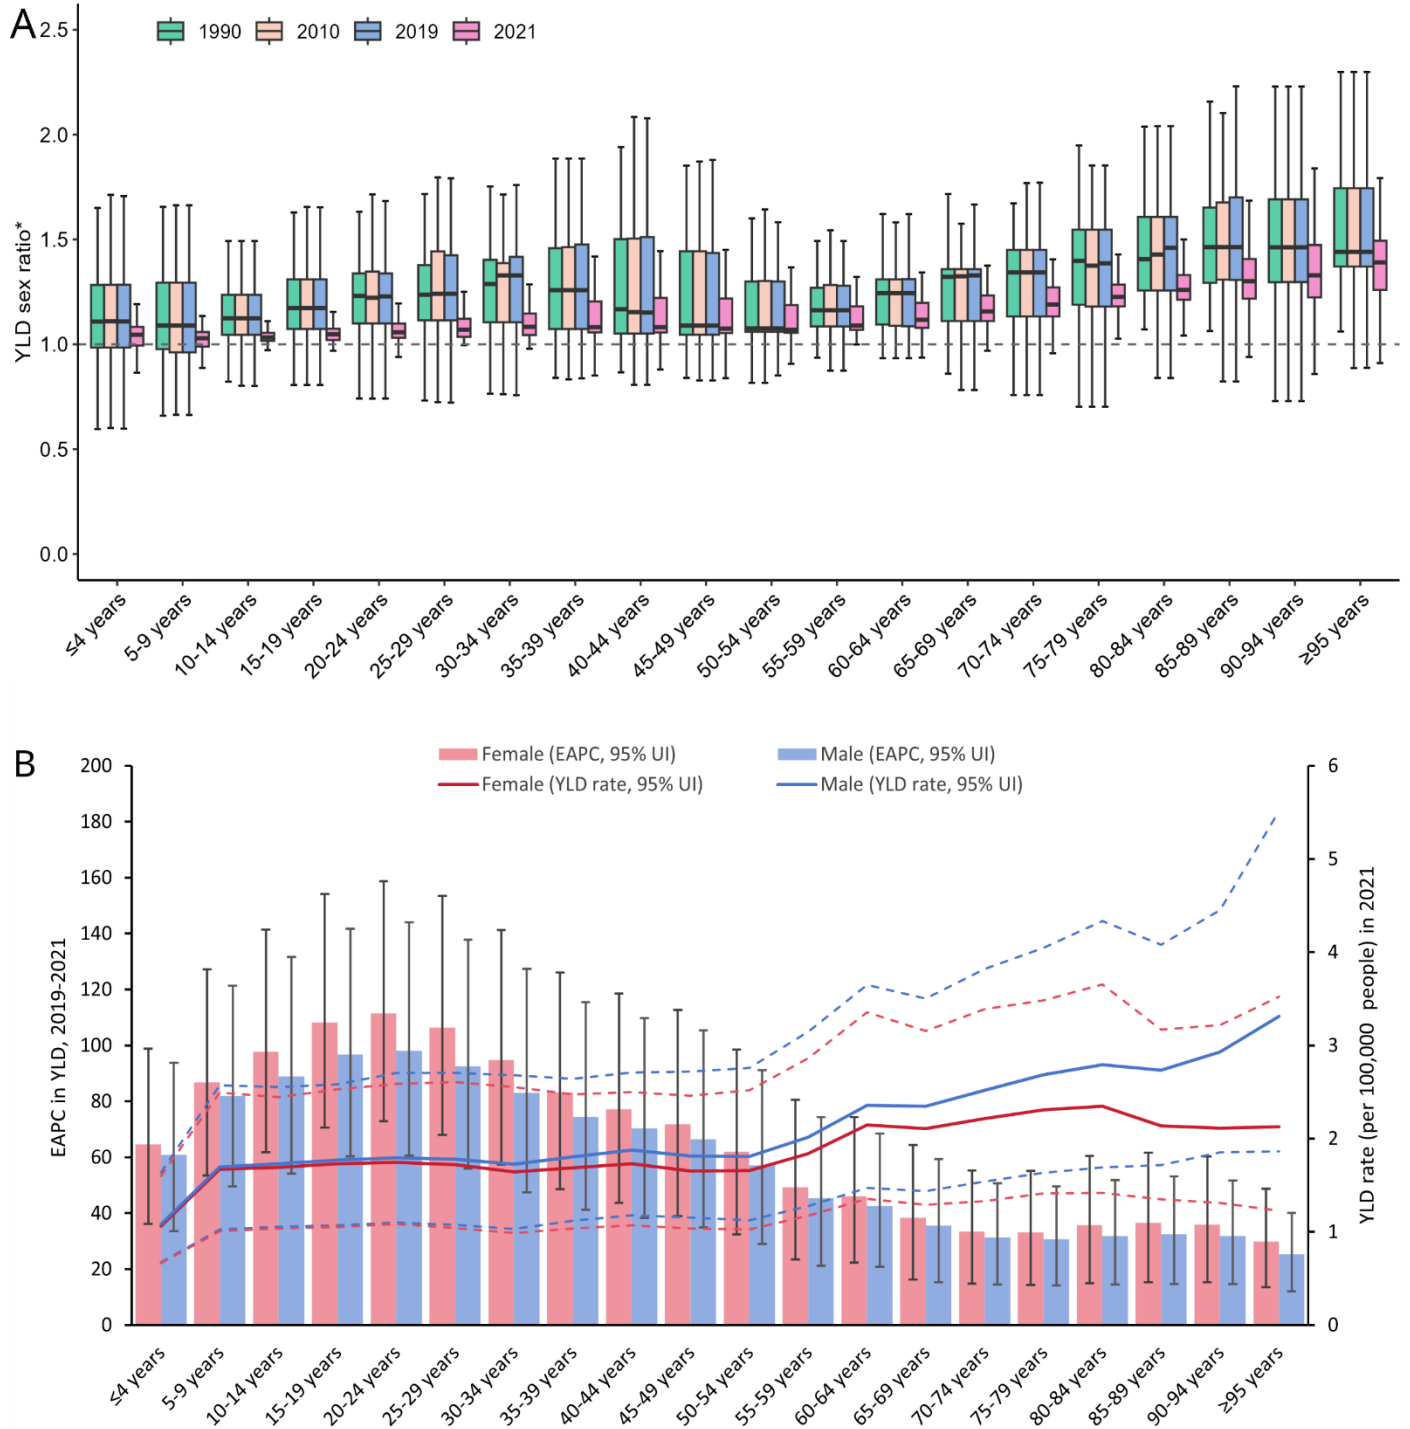 A
1990 2010 2019 2021
YLD sex ratio*
2.5
2.0
1.5
1.0
0.5
0.0
≤4 years
5-9 years
10-14 years
15-19 years
20-24 years
25-29 years
30-34 years
35-39 years
40-44 years
45-49 years
50-54 years
55-59 years
60-64 years
65-69 years
70-74 years
75-79 years
80-84 years
85-89 years
90-94 years
≥95 years
B
Female (EAPC, 95% UI) Male (EAPC, 95% UI)
Female (YLD rate, 95% UI) Male (YLD rate, 95% UI)
EAPC in YLD, 2019-2021
200
180
160
140
120
100
80
60
40
20
0
6
5
4
3
2
1
0
YLD rate (per 100,000 people) in 2021
≤4 years
5-9 years
10-14 years
15-19 years
20-24 years
25-29 years
30-34 years
35-39 years
40-44 years
45-49 years
50-54 years
55-59 years
60-64 years
65-69 years
70-74 years
75-79 years
80-84 years
85-89 years
90-94 years
≥95 years